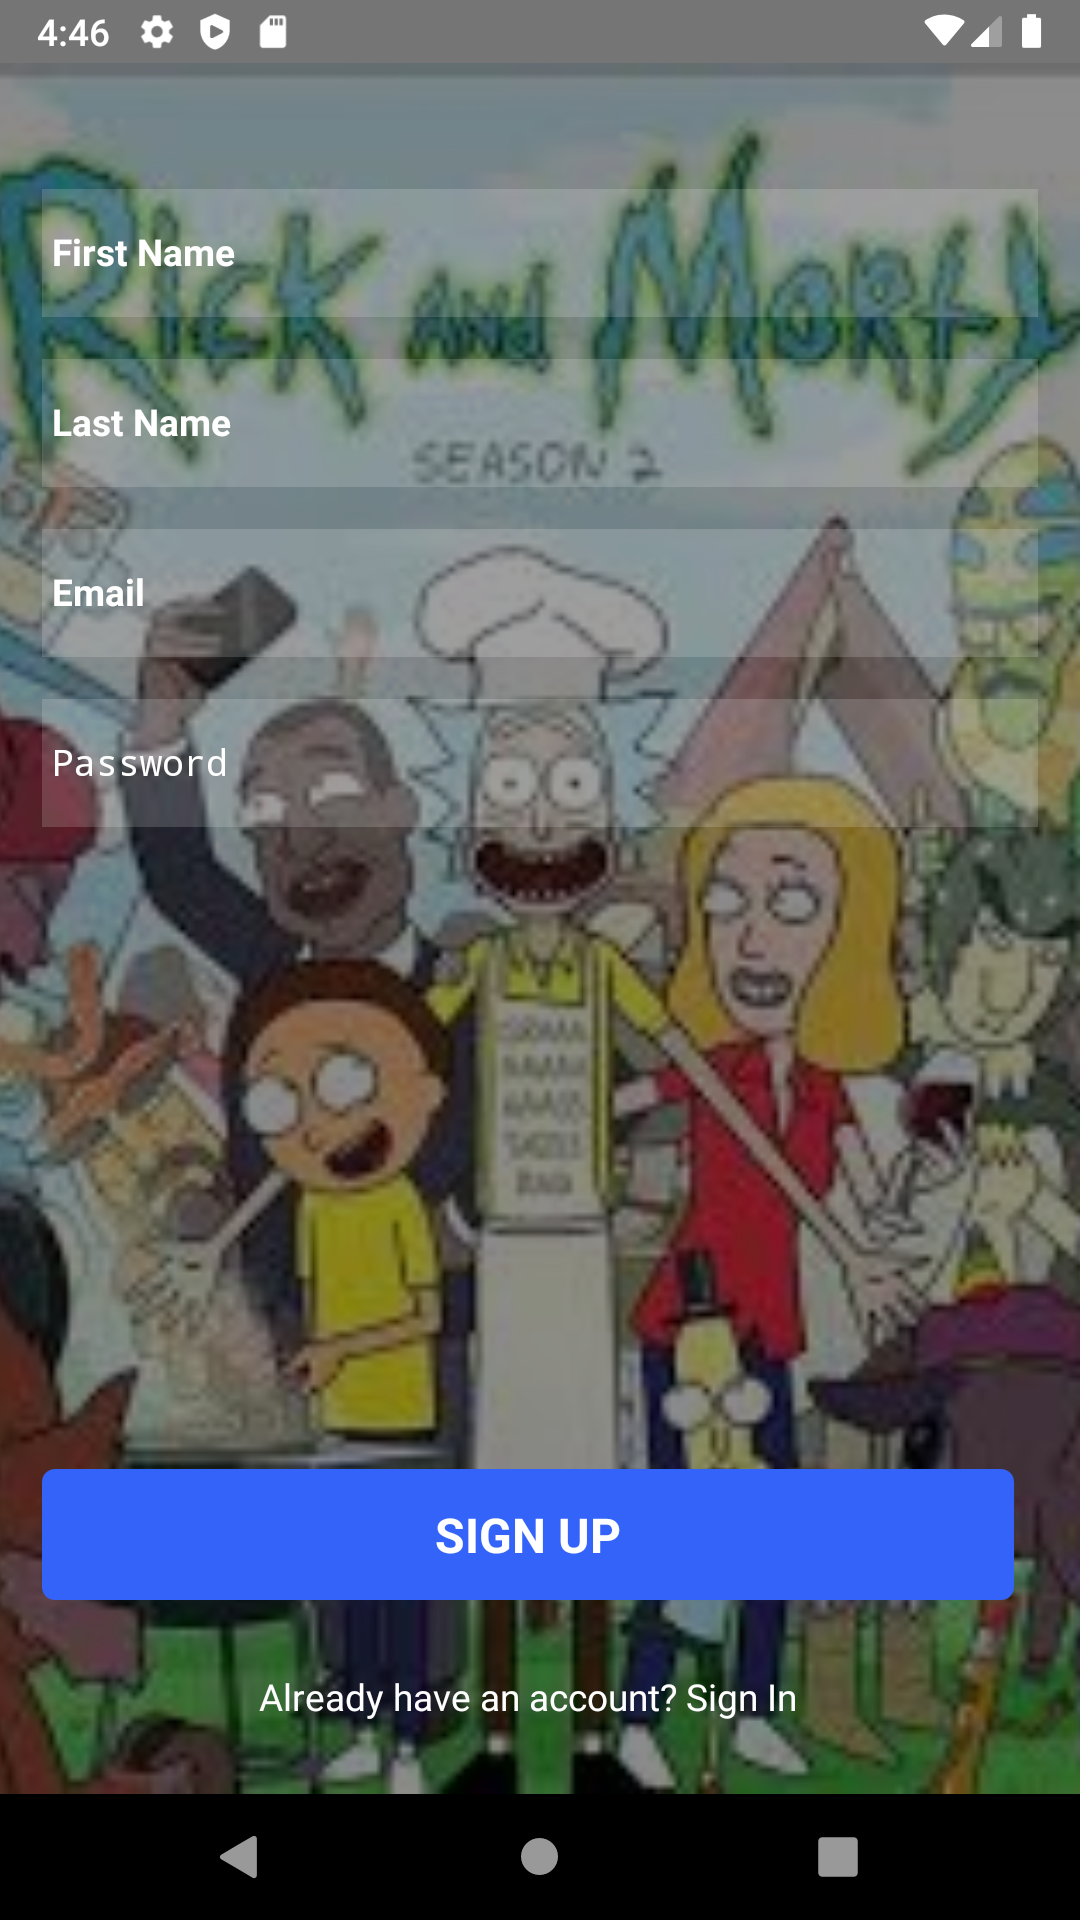 4:46
RICK AND MORTY
First Name
Last Name
SEASON 2
Email
Password
SIGN UP
Already have an account? Sign In